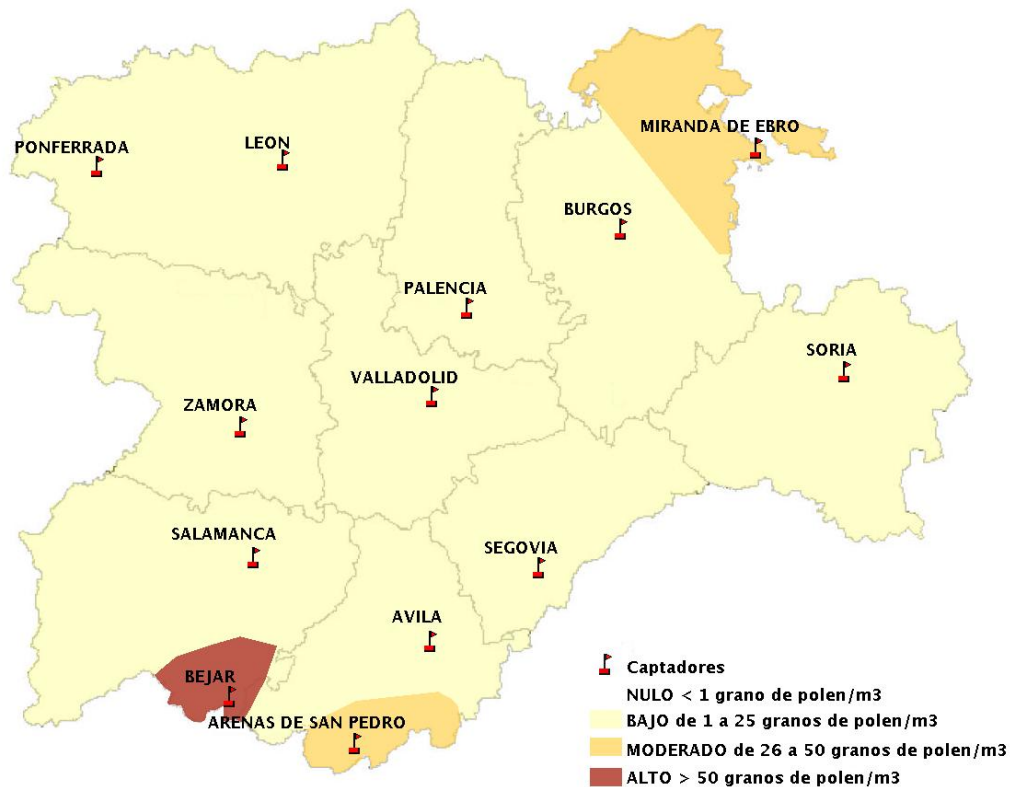 MIRANDA DE EBRO
PONFERRADA
LEON
BURGOS
PALENCIA
SORIA
VALLADOLID
ZAMORA
SALAMANCA
SEGOVIA
AVILA
BEJAR
ARENAS DE SAN PEDRO
Captadores
NULO < 1 grano de polen/m3
BAJO de 1 a 25 granos de polen/m3
MODERADO de 26 a 50 granos de polen/m3
ALTO > 50 granos de polen/m3